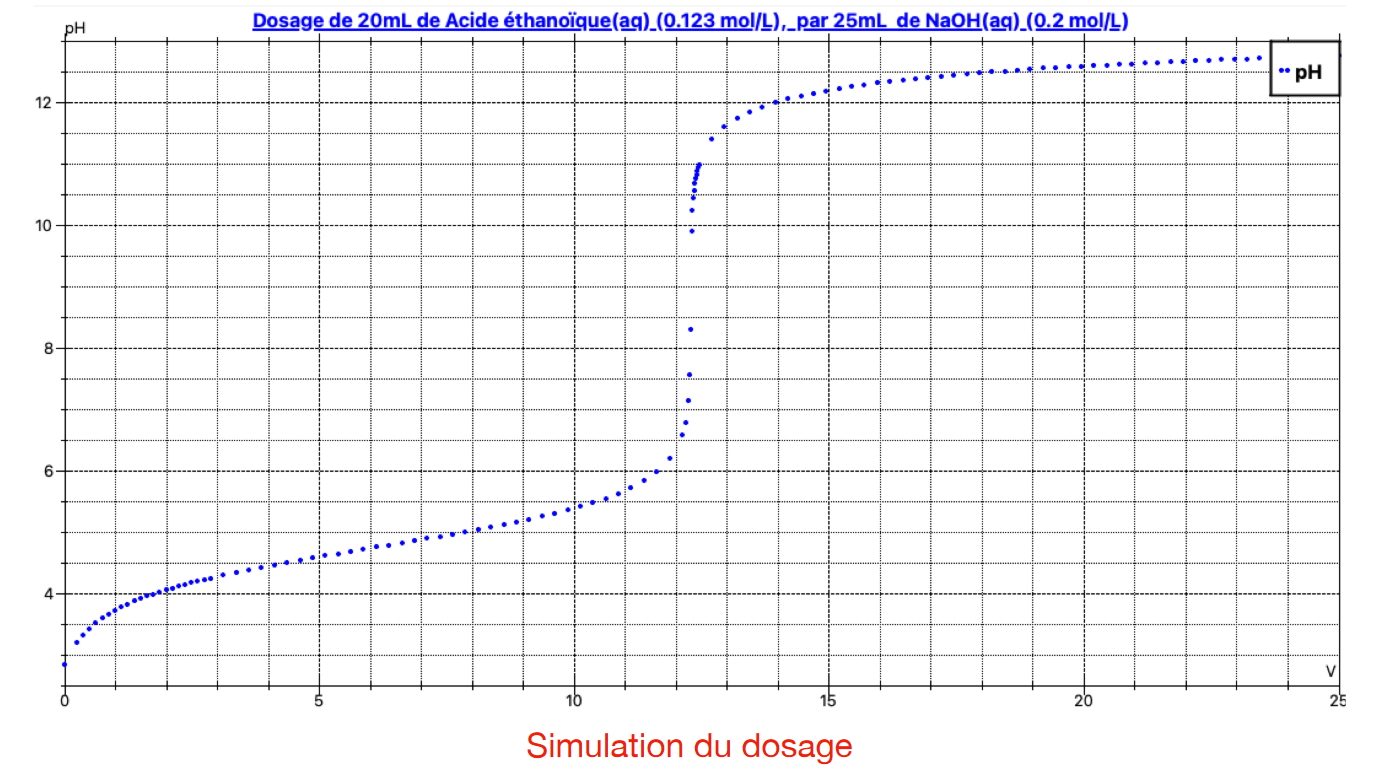 Dosage de 20mL de Acide éthanoïque(aq) (0.123 mol/L), par 25mL de NaOH(aq) (0.2 mol/L)
pH
pH
12
10
8
6
4
V
0 5 10 15 20 25
Simulation du dosage